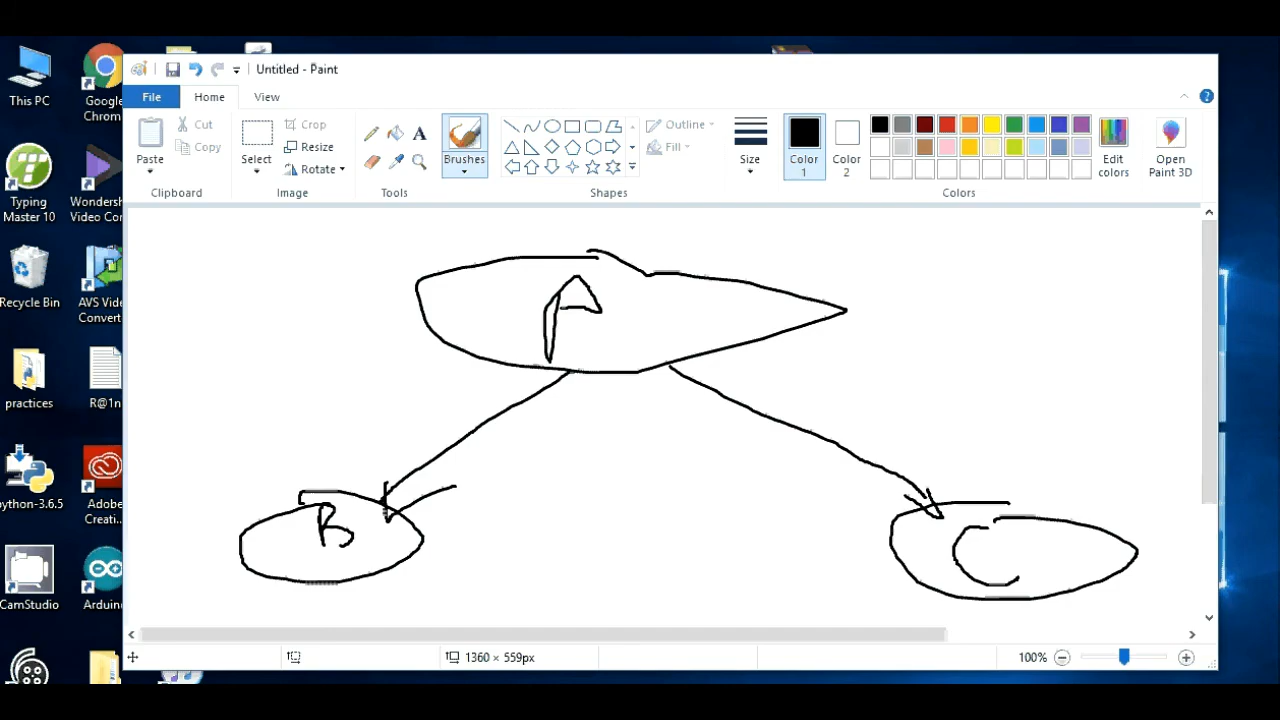 Untitled - Paint
File Home View
Cut Crop Outline
Paste Copy Select Resize Brushes Fill Size Color 1 Color 2 Edit colors Open Paint 3D
Rotate
Clipboard Image Tools Shapes Colors
This PC
Google Chrom
Typing Master 10
Wondersh Video Con
Recycle Bin
AVS Vide Convert
practices
R@1n
python-3.6.5
Adobe Creati...
CamStudio
Arduin
A
B
C
1360 × 559px
100%